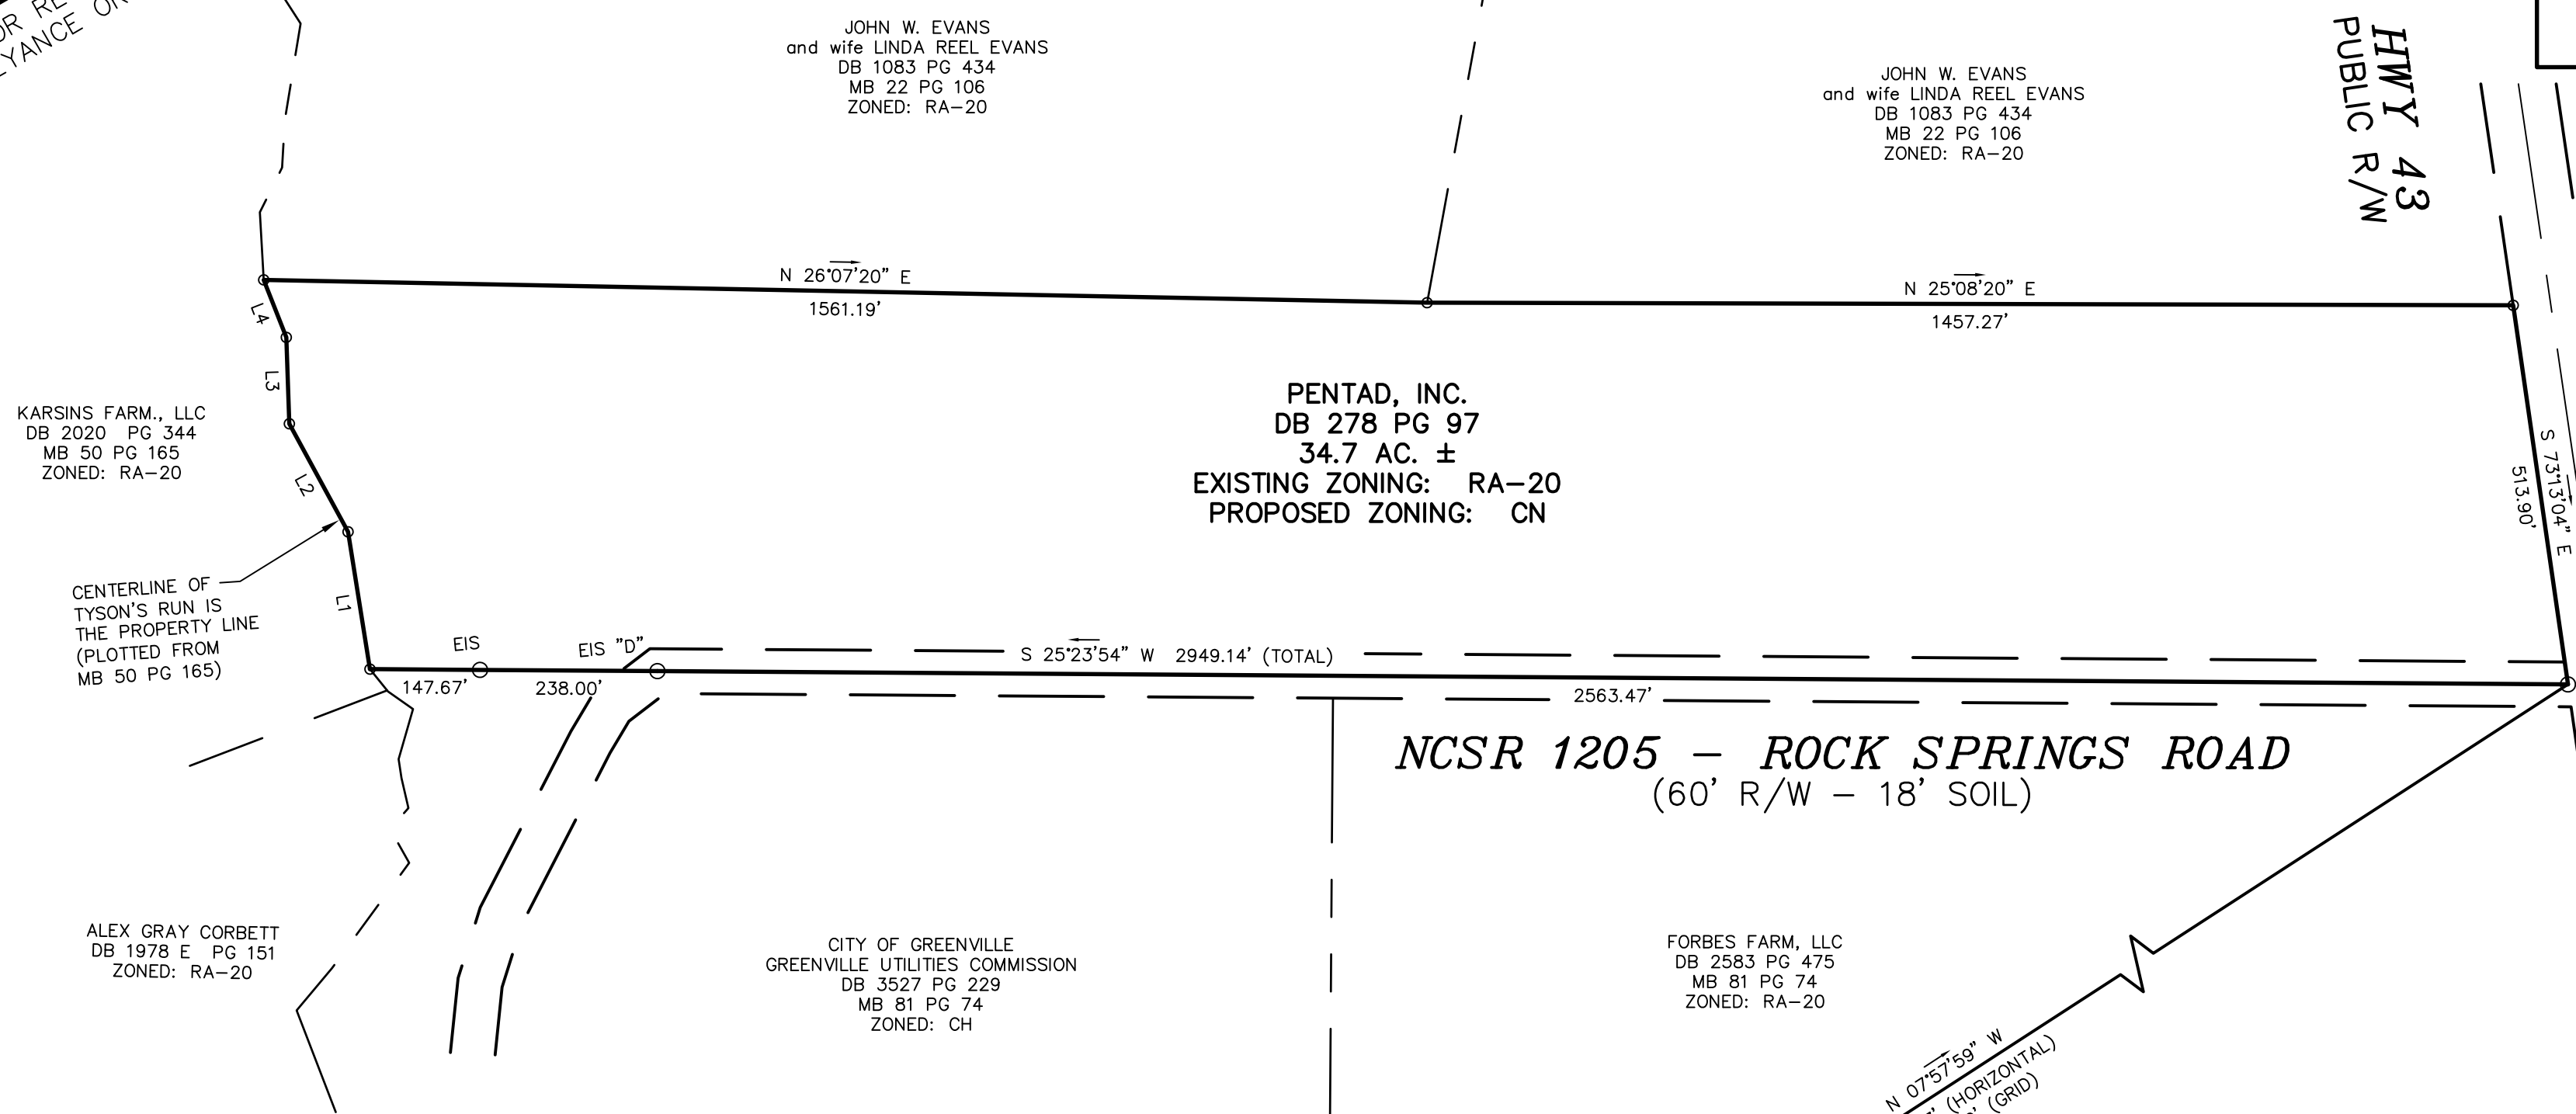 OR RE
YANCE OR
JOHN W. EVANS
and wife LINDA REEL EVANS
DB 1083 PG 434
MB 22 PG 106
ZONED: RA-20
JOHN W. EVANS
and wife LINDA REEL EVANS
DB 1083 PG 434
MB 22 PG 106
ZONED: RA-20
HWY 43
PUBLIC R/W
N 26°07'20" E
1561.19'
N 25°08'20" E
1457.27'
L4
L3
L2
L1
KARSINS FARM., LLC
DB 2020 PG 344
MB 50 PG 165
ZONED: RA-20
PENTAD, INC.
DB 278 PG 97
34.7 AC. ±
EXISTING ZONING: RA-20
PROPOSED ZONING: CN
S 73°13'04" E
513.90'
CENTERLINE OF
TYSON'S RUN IS
THE PROPERTY LINE
(PLOTTED FROM
MB 50 PG 165)
EIS
EIS "D"
S 25°23'54" W 2949.14' (TOTAL)
147.67'
238.00'
2563.47'
NCSR 1205 - ROCK SPRINGS ROAD
(60' R/W - 18' SOIL)
ALEX GRAY CORBETT
DB 1978 E PG 151
ZONED: RA-20
CITY OF GREENVILLE
GREENVILLE UTILITIES COMMISSION
DB 3527 PG 229
MB 81 PG 74
ZONED: CH
FORBES FARM, LLC
DB 2583 PG 475
MB 81 PG 74
ZONED: RA-20
N 07°57'59" W
(HORIZONTAL)
(GRID)